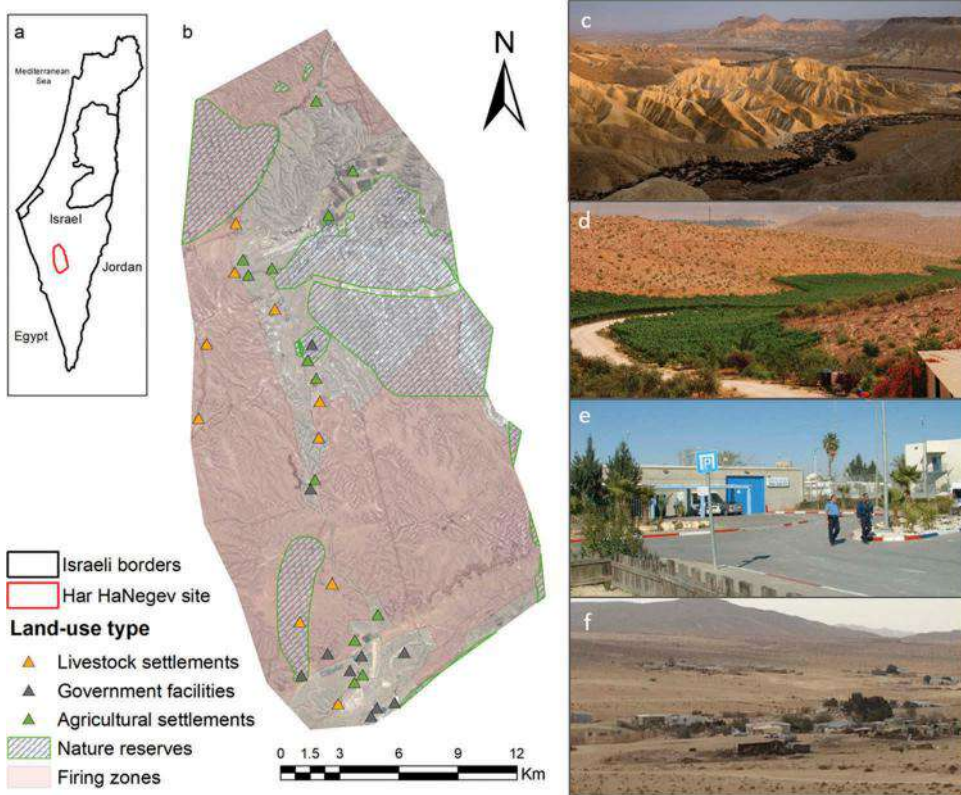 a
Mediterranean
Sea
Israel
Jordan
Egypt
b
N
Israeli borders
Har HaNegev site
Land-use type
Livestock settlements
Government facilities
Agricultural settlements
Nature reserves
Firing zones
0 1.5 3 6 9 12
Km
c
d
e
P
f